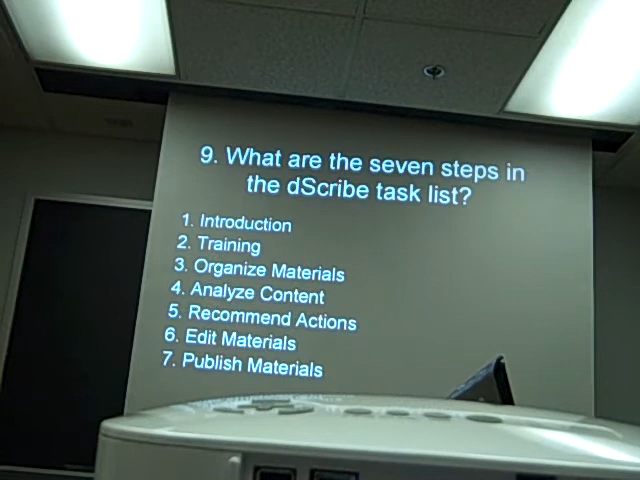 9. What are the seven steps in
the dScribe task list?
1. Introduction
2. Training
3. Organize Materials
4. Analyze Content
5. Recommend Actions
6. Edit Materials
7. Publish Materials